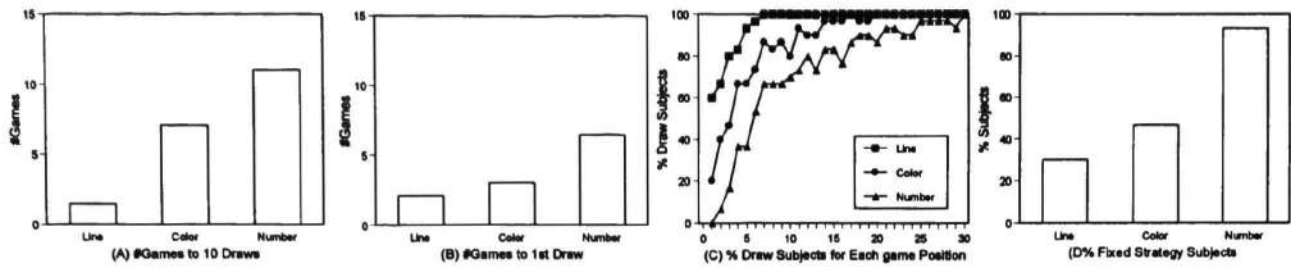 15
10
5
0
#Games
Line Color Number
(A) #Games to 10 Draws
15
10
5
0
#Games
Line Color Number
(B) #Games to 1st Draw
100
80
60
40
20
0
% Draw Subjects
Line
Color
Number
0 5 10 15 20 25 30
(C) % Draw Subjects for Each game Position
100
80
60
40
20
0
% Subjects
Line Color Number
(D% Fixed Strategy Subjects